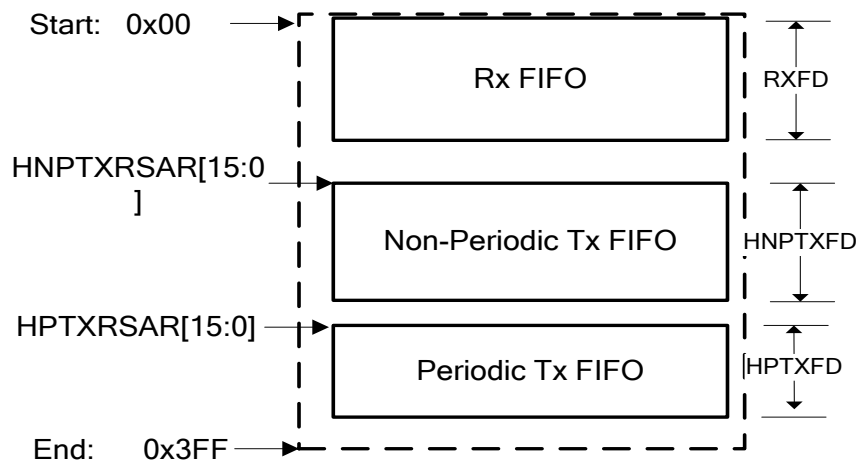 Start: 0x00
Rx FIFO
RXFD
HNPTXRSAR[15:0
]
Non-Periodic Tx FIFO
HNPTXFD
HPTXRSAR[15:0]
Periodic Tx FIFO
HPTXFD
End: 0x3FF